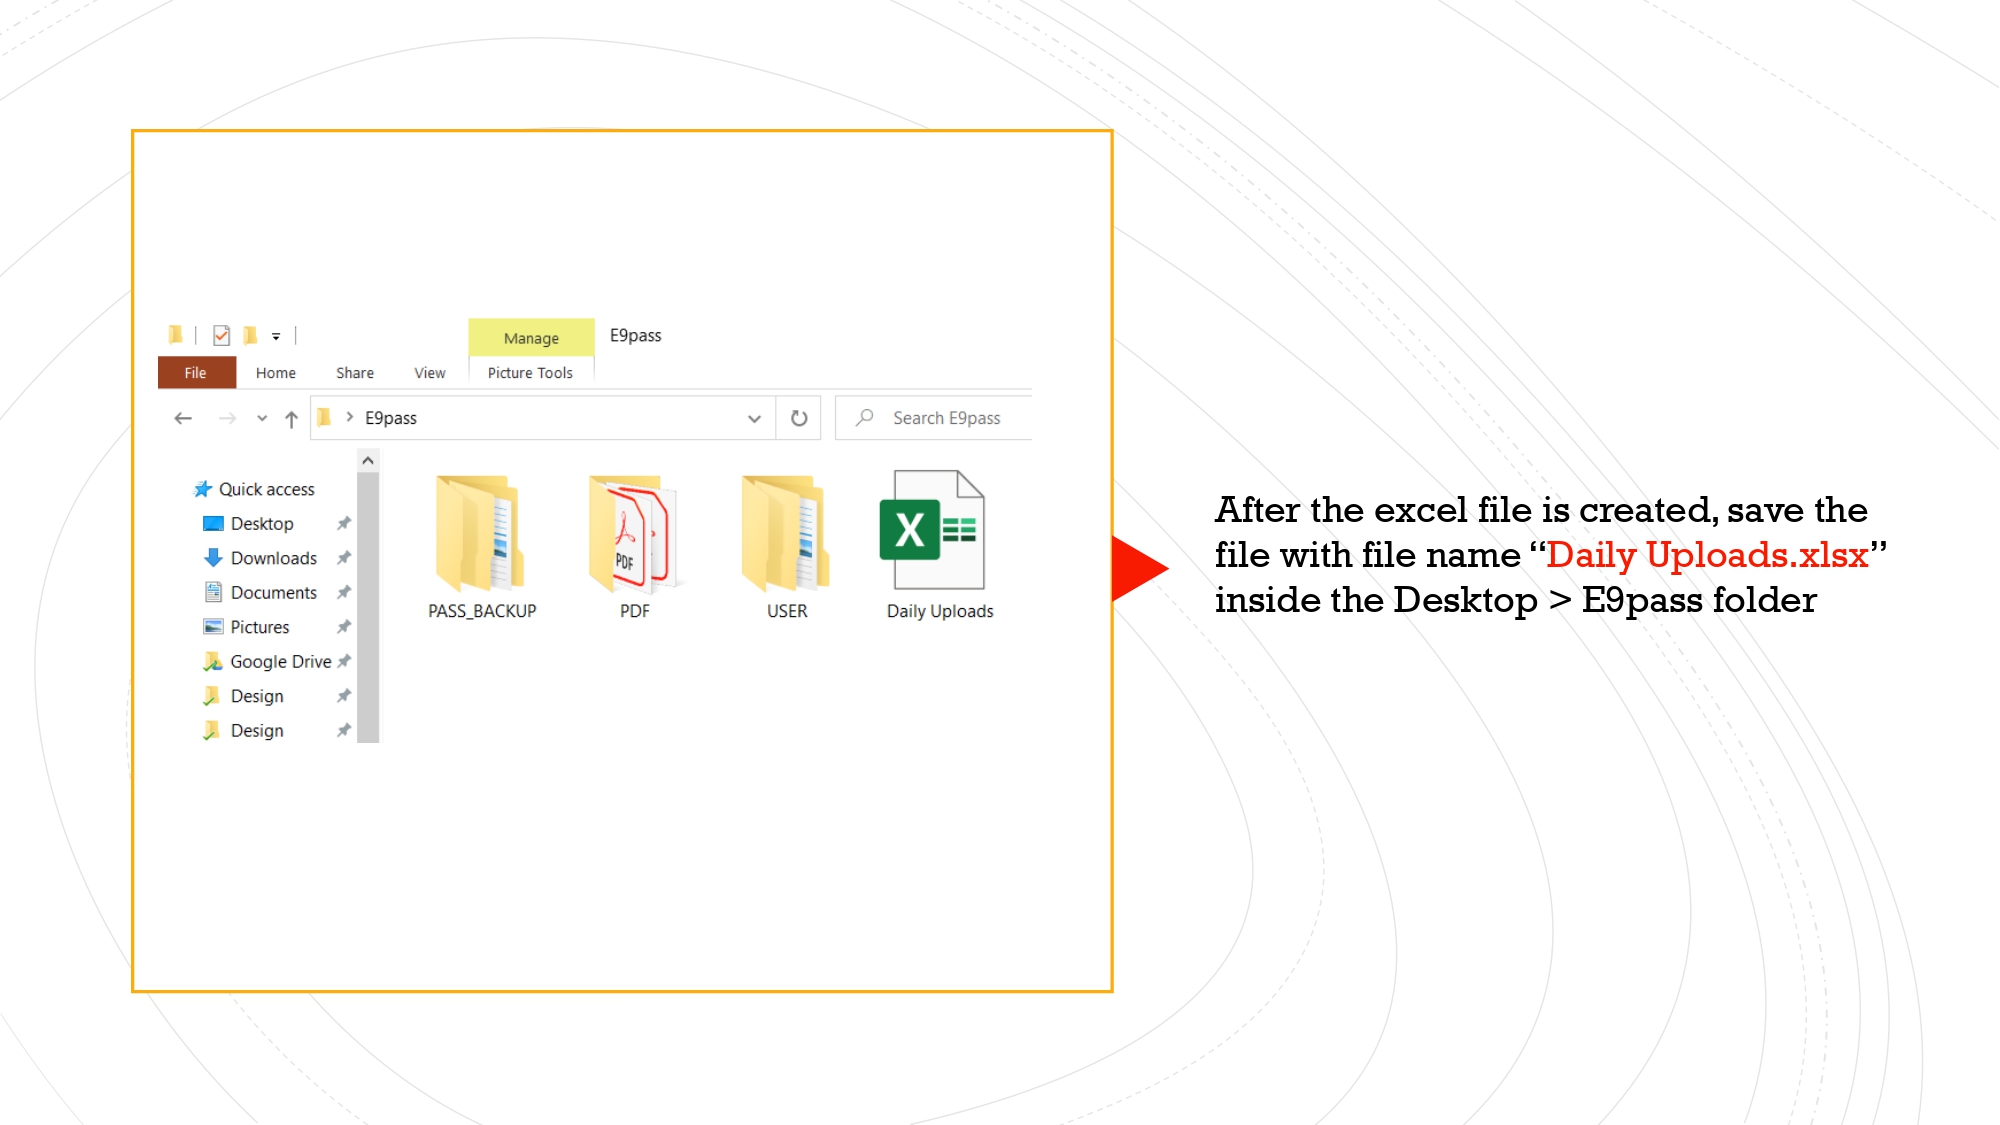 Manage
E9pass
File
Home
Share
View
Picture Tools
E9pass
Search E9pass
Quick access
Desktop
Downloads
Documents
Pictures
Google Drive
Design
Design
PDF
PASS_BACKUP
PDF
USER
Daily Uploads
After the excel file is created, save the
file with file name “Daily Uploads.xlsx”
inside the Desktop > E9pass folder